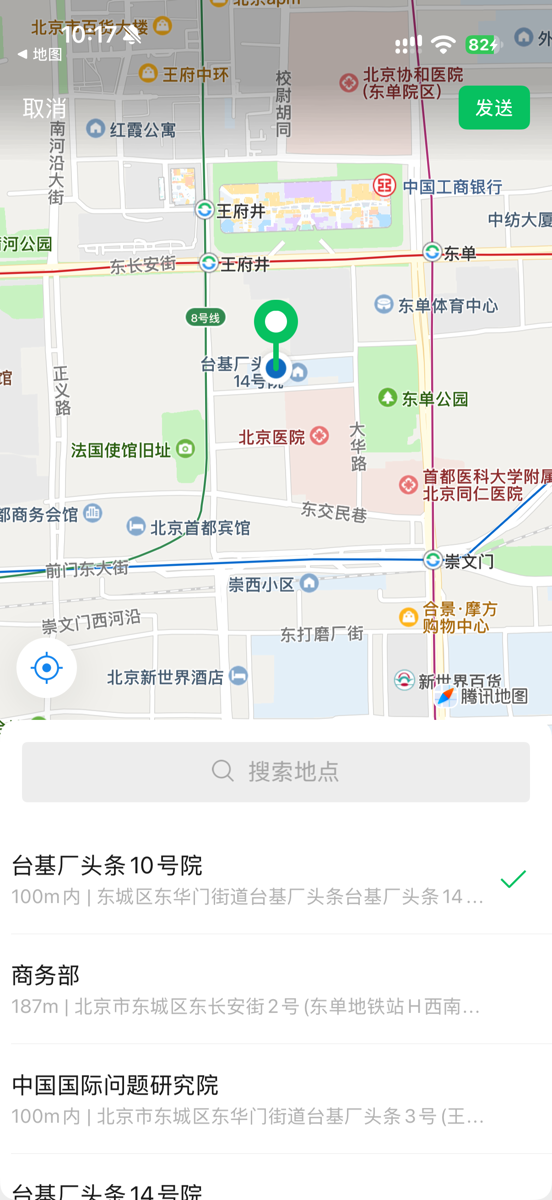 北京apm
北京市百货大楼
10:17
82
外
地图
王府中环
北京协和医院
(东单院区)
取消
发送
校尉胡同
红霞公寓
南河沿大街
中国工商银行
王府井
中纺大厦
河公园
东单
东长安街
王府井
东单体育中心
8号线
台基厂头
14号院
馆
正义路
东单公园
北京医院
大华路
法国使馆旧址
首都医科大学附属
北京同仁医院
都商务会馆
东交民巷
北京首都宾馆
崇文门
前门东大街
崇西小区
合景·摩方
购物中心
崇文门西河沿
东打磨厂街
北京新世界酒店
新世界百货
腾讯地图
搜索地点
台基厂头条10号院
100m内 | 东城区东华门街道台基厂头条台基厂头条14...
商务部
187m | 北京市东城区东长安街2号 (东单地铁站H西南...
中国国际问题研究院
100m内 | 北京市东城区东华门街道台基厂头条3号 (王...
台基厂头条14号院